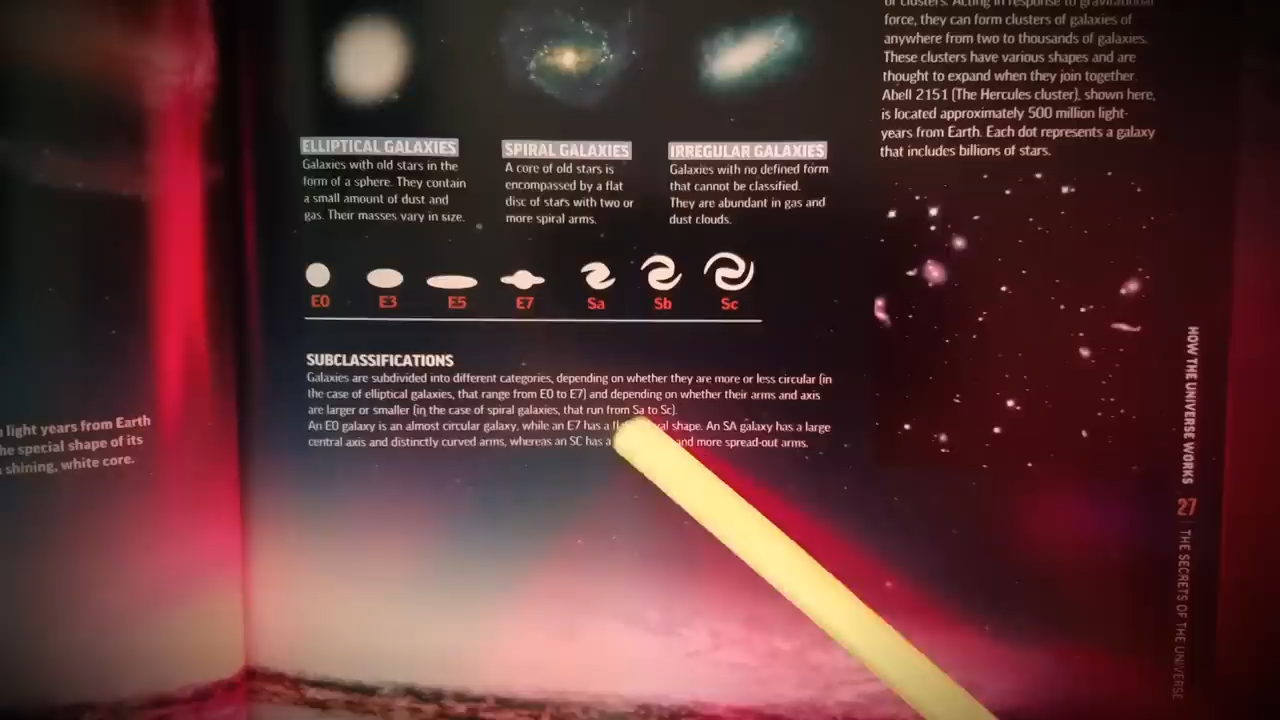 light years from Earth
he special shape of its
shining, white core.
ELLIPTICAL GALAXIES
Galaxies with old stars in the
form of a sphere. They contain
a small amount of dust and
gas. Their masses vary in size.
SPIRAL GALAXIES
A core of old stars is
encompassed by a flat
disc of stars with two or
more spiral arms.
IRREGULAR GALAXIES
Galaxies with no defined form
that cannot be classified.
They are abundant in gas and
dust clouds.
E0 E3 E5 E7 Sa Sb Sc
SUBCLASSIFICATIONS
Galaxies are subdivided into different categories, depending on whether they are more or less circular (in
the case of elliptical galaxies, that range from E0 to E7) and depending on whether their arms and axis
are larger or smaller (in the case of spiral galaxies, that run from Sa to Sc).
An E0 galaxy is an almost circular galaxy, while an E7 has a shape. An SA galaxy has a large
central axis and distinctly curved arms, whereas an SC has a and more spread-out arms.
of clusters. Acting in response to gravitational
force, they can form clusters of galaxies of
anywhere from two to thousands of galaxies.
These clusters have various shapes and are
thought to expand when they join together.
Abell 2151 (The Hercules cluster), shown here,
is located approximately 500 million light-
years from Earth. Each dot represents a galaxy
that includes billions of stars.
HOW THE UNIVERSE WORKS 27 THE SECRETS OF THE UNIVERSE